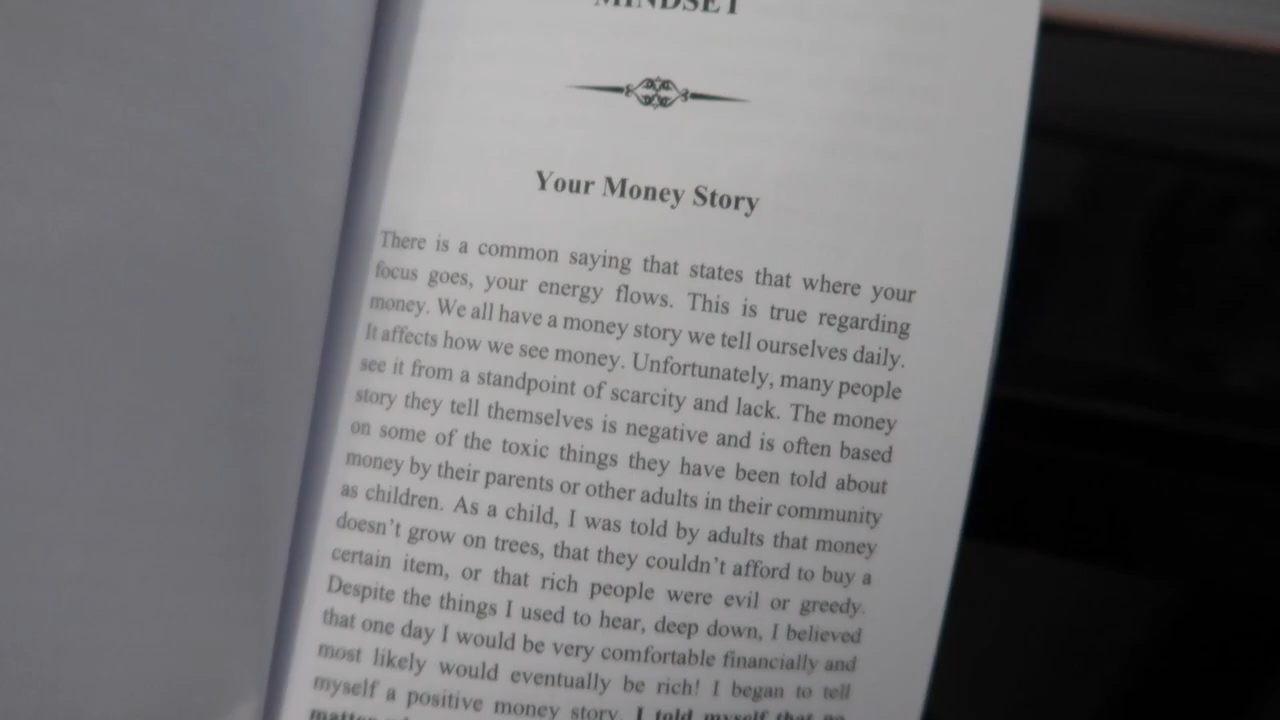 MINDSET
Your Money Story
There is a common saying that states that where your
focus goes, your energy flows. This is true regarding
money. We all have a money story we tell ourselves daily.
It affects how we see money. Unfortunately, many people
see it from a standpoint of scarcity and lack. The money
story they tell themselves is negative and is often based
on some of the toxic things they have been told about
money by their parents or other adults in their community
as children. As a child, I was told by adults that money
doesn't grow on trees, that they couldn't afford to buy a
certain item, or that rich people were evil or greedy.
Despite the things I used to hear, deep down, I believed
that one day I would be very comfortable financially and
most likely would eventually be rich! I began to tell
myself a positive money story. I told myself that no
matter